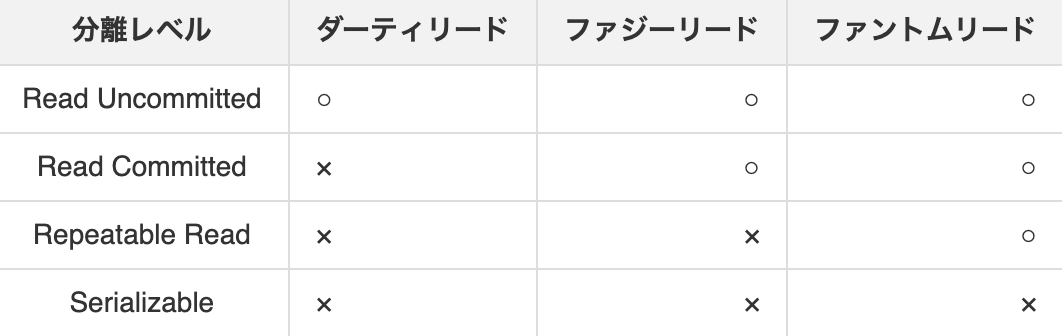 分離レベル ダーティリード ファジーリード ファントムリード
Read Uncommitted ○ ○ ○
Read Committed × ○ ○
Repeatable Read × × ○
Serializable × × ×